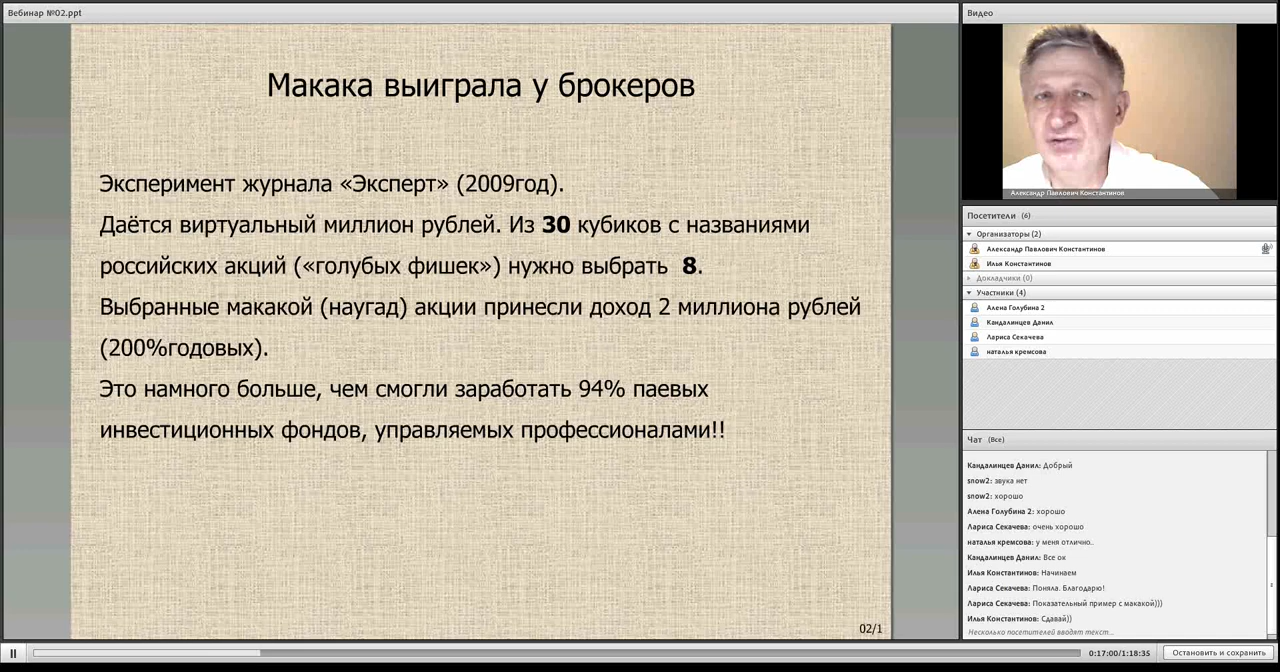 Вебинар №02.ppt
Макака выиграла у брокеров
Эксперимент журнала «Эксперт» (2009год).
Даётся виртуальный миллион рублей. Из 30 кубиков с названиями
российских акций («голубых фишек») нужно выбрать 8.
Выбранные макакой (наугад) акции принесли доход 2 миллиона рублей
(200%годовых).
Это намного больше, чем смогли заработать 94% паевых
инвестиционных фондов, управляемых профессионалами!!
02/1
Видео
Александр Павлович Константинов
Посетители (6)
Организаторы (2)
Александр Павлович Константинов
Илья Константинов
Докладчики (0)
Участники (4)
Алена Голубина 2
Кандалинцев Данил
Лариса Секачева
наталья кремсова
Чат (Все)
Кандалинцев Данил: Добрый
snow2: звука нет
snow2: хорошо
Алена Голубина 2: хорошо
Лариса Секачева: очень хорошо
наталья кремсова: у меня отлично..
Кандалинцев Данил: Все ок
Илья Константинов: Начинаем
Лариса Секачева: Поняла. Благодарю!
Лариса Секачева: Показательный пример с макакой)))
Илья Константинов: Сдавай))
Несколько посетителей вводят текст...
0:17:00/1:18:35
Остановить и сохранить